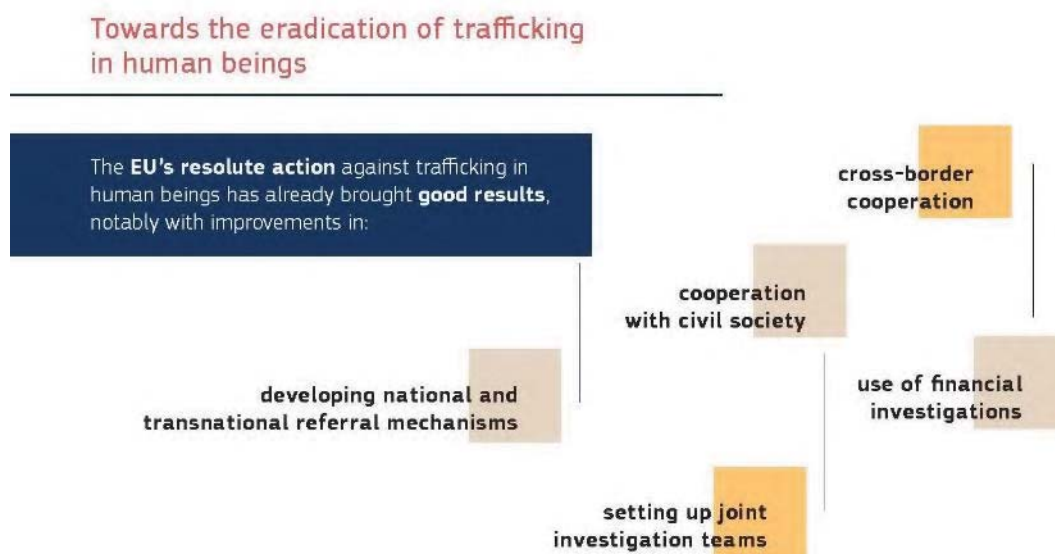 Towards the eradication of trafficking
in human beings
The EU's resolute action against trafficking in
human beings has already brought good results,
notably with improvements in:
cross-border
cooperation
cooperation
with civil society
developing national and
transnational referral mechanisms
use of financial
investigations
setting up joint
investigation teams